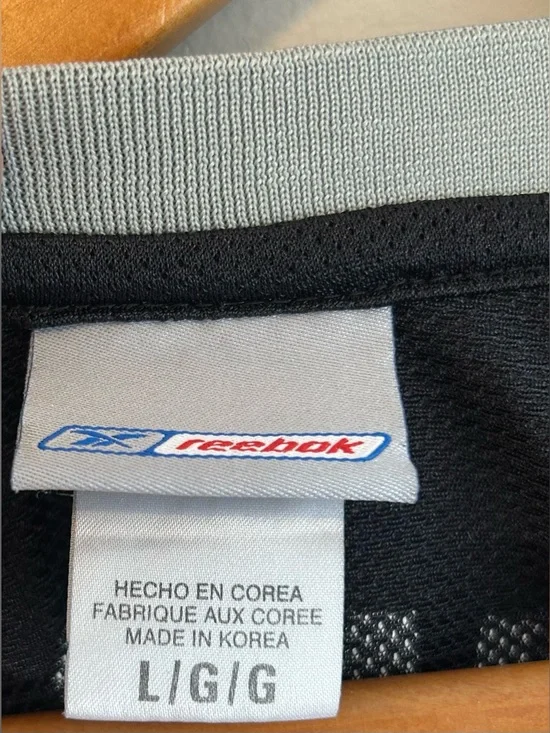 reebok
HECHO EN COREA
FABRIQUE AUX COREE
MADE IN KOREA
L/G/G